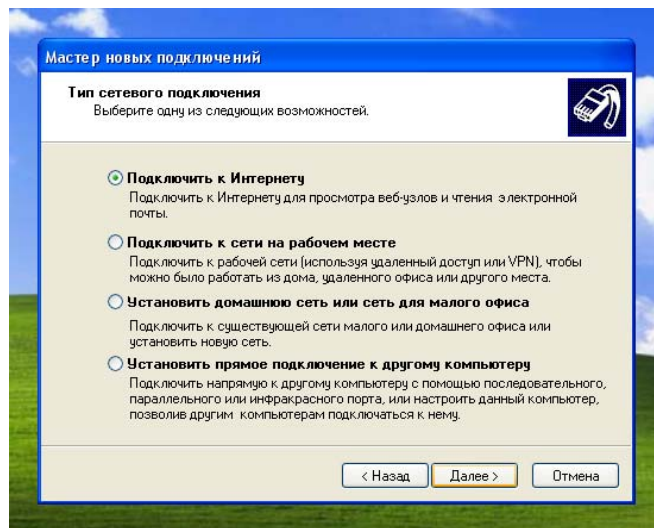 Мастер новых подключений
Тип сетевого подключения
Выберите одну из следующих возможностей.
Подключить к Интернету
Подключить к Интернету для просмотра веб-узлов и чтения электронной
почты.
Подключить к сети на рабочем месте
Подключить к рабочей сети (используя удаленный доступ или VPN), чтобы
можно было работать из дома, удаленного офиса или другого места.
Установить домашнюю сеть или сеть для малого офиса
Подключить к существующей сети малого или домашнего офиса или
установить новую сеть.
Установить прямое подключение к другому компьютеру
Подключить напрямую к другому компьютеру с помощью последовательного,
параллельного или инфракрасного порта, или настроить данный компьютер,
позволив другим компьютерам подключаться к нему.
< Назад Далее > Отмена